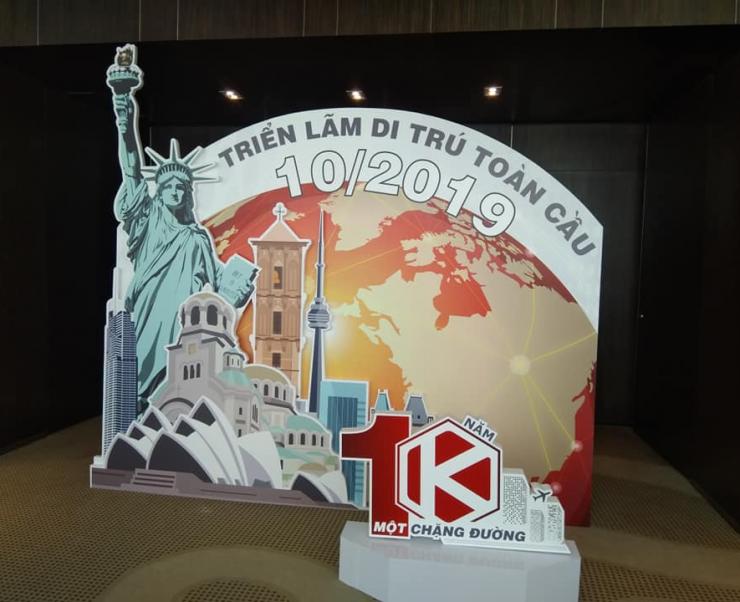 TRIỂN LÃM DI TRÚ TOÀN CẦU
10/2019
10 NĂM
K
MỘT CHẶNG ĐƯỜNG